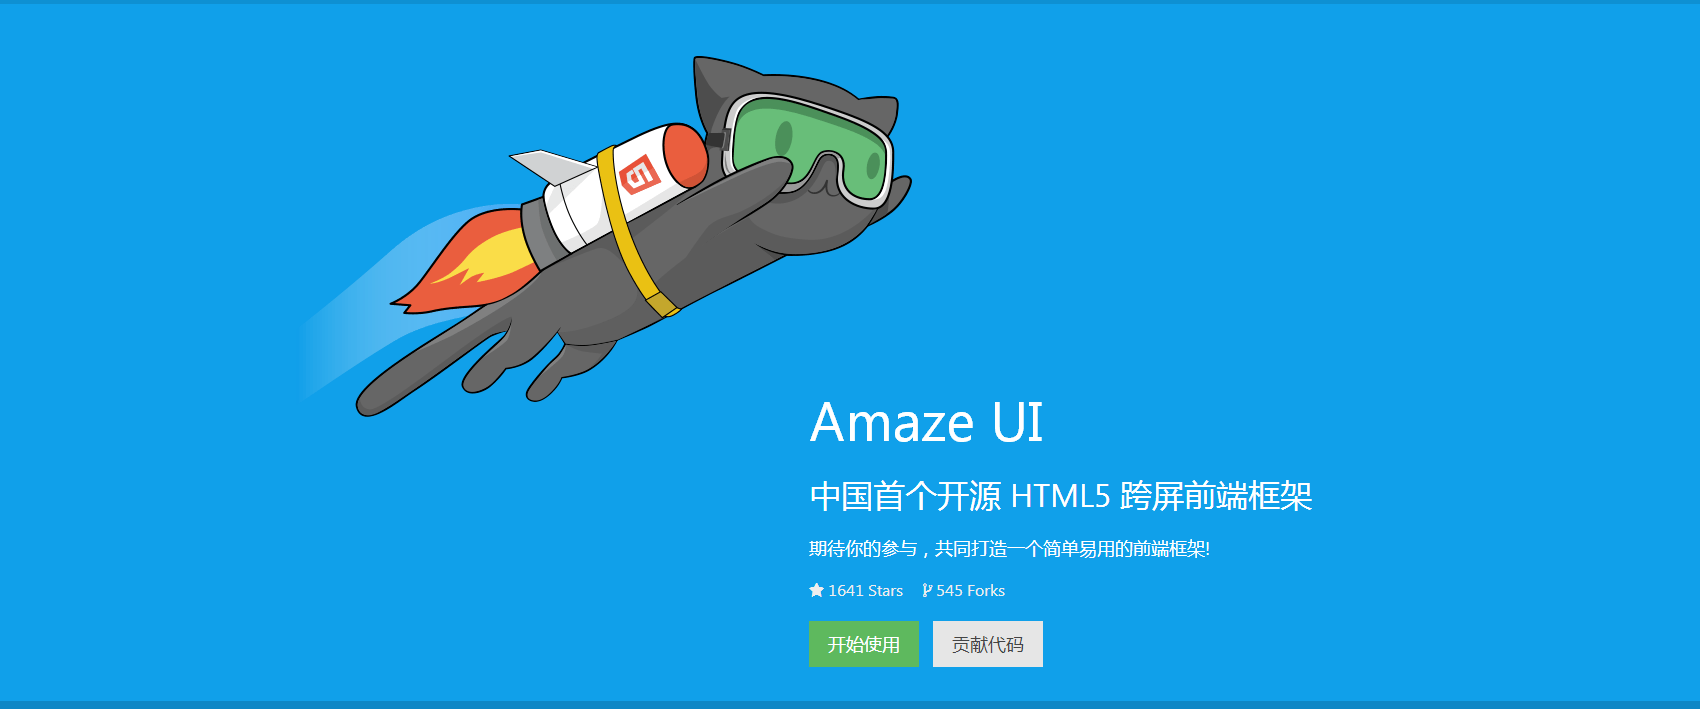 Amaze UI
中国首个开源 HTML5 跨屏前端框架
期待你的参与，共同打造一个简单易用的前端框架!
1641 Stars 545 Forks
开始使用 贡献代码